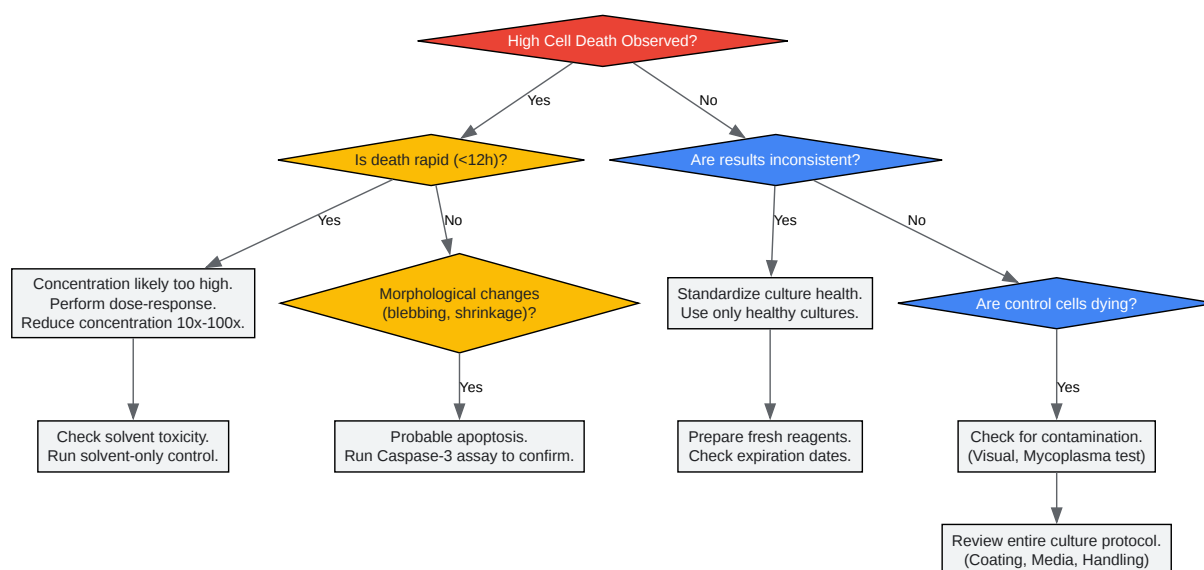 High Cell Death Observed?
Yes
No
Is death rapid (<12h)?
Are results inconsistent?
Yes
No
Yes
No
Concentration likely too high.
Perform dose-response.
Reduce concentration 10x-100x.
Morphological changes
(blebbing, shrinkage)?
Standardize culture health.
Use only healthy cultures.
Are control cells dying?
Yes
Yes
Check solvent toxicity.
Run solvent-only control.
Probable apoptosis.
Run Caspase-3 assay to confirm.
Prepare fresh reagents.
Check expiration dates.
Check for contamination.
(Visual, Mycoplasma test)
Review entire culture protocol.
(Coating, Media, Handling)